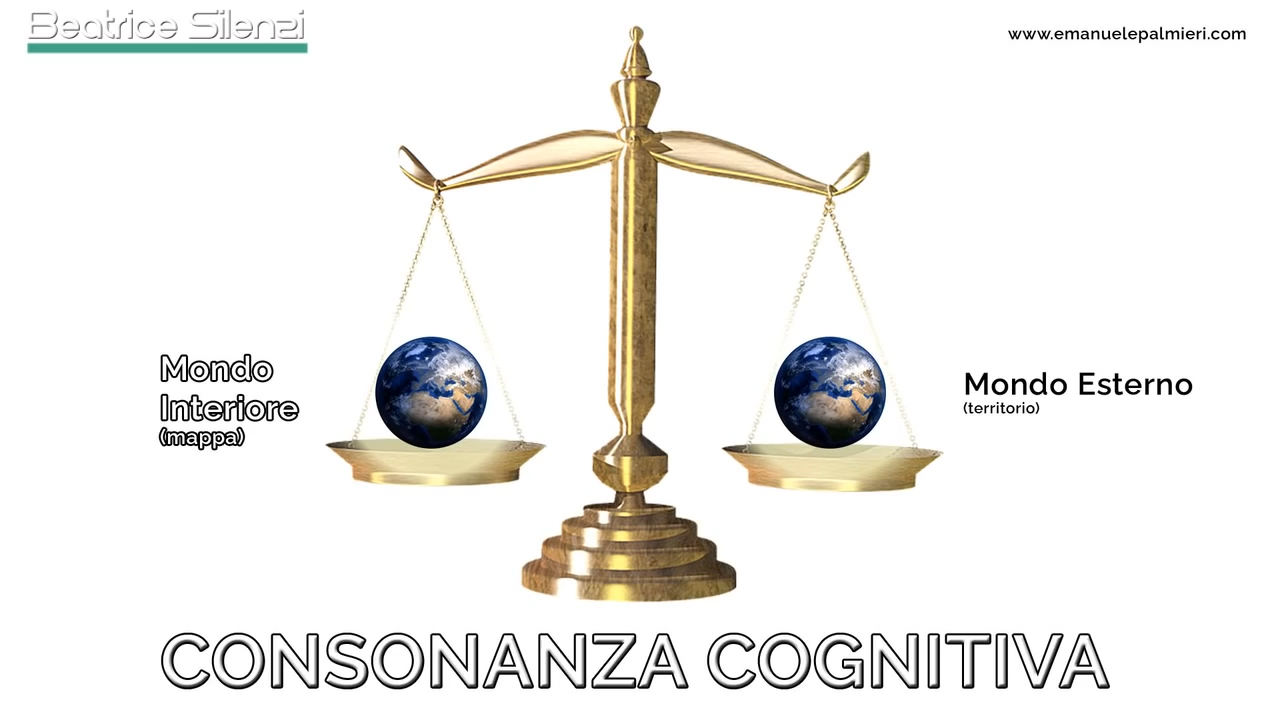 Beatrice Silenzi
www.emanuelepalmieri.com
Mondo
Interiore
(mappa)
Mondo Esterno
(territorio)
CONSONANZA COGNITIVA